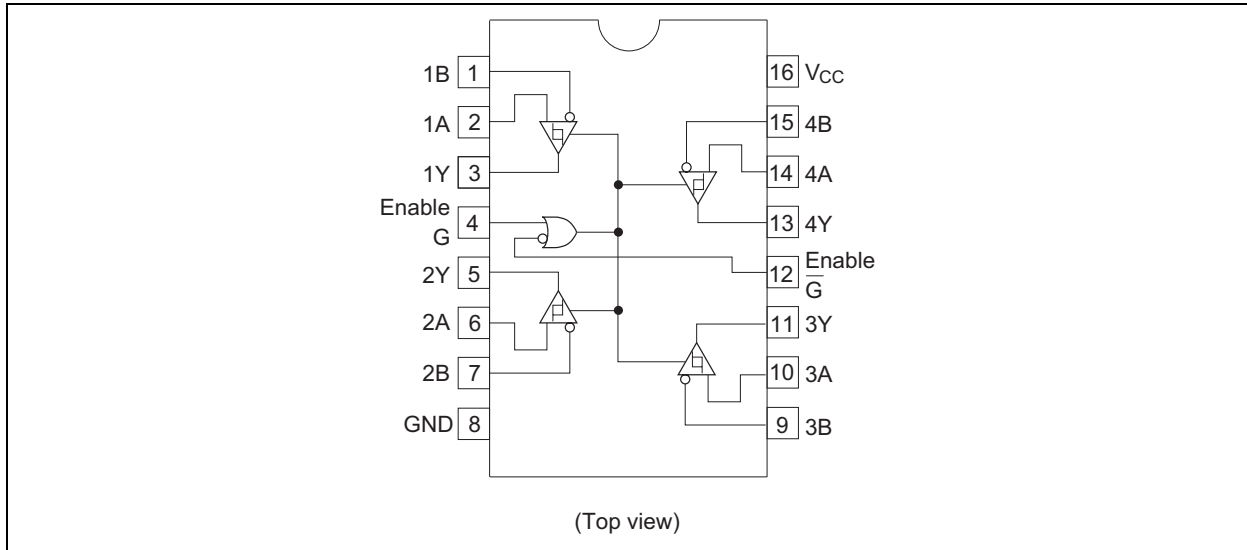 1B 1
1A 2
1Y 3
Enable
G 4
2Y 5
2A 6
2B 7
GND 8
16 VCC
15 4B
14 4A
13 4Y
12 Enable
G̅
11 3Y
10 3A
9 3B
(Top view)